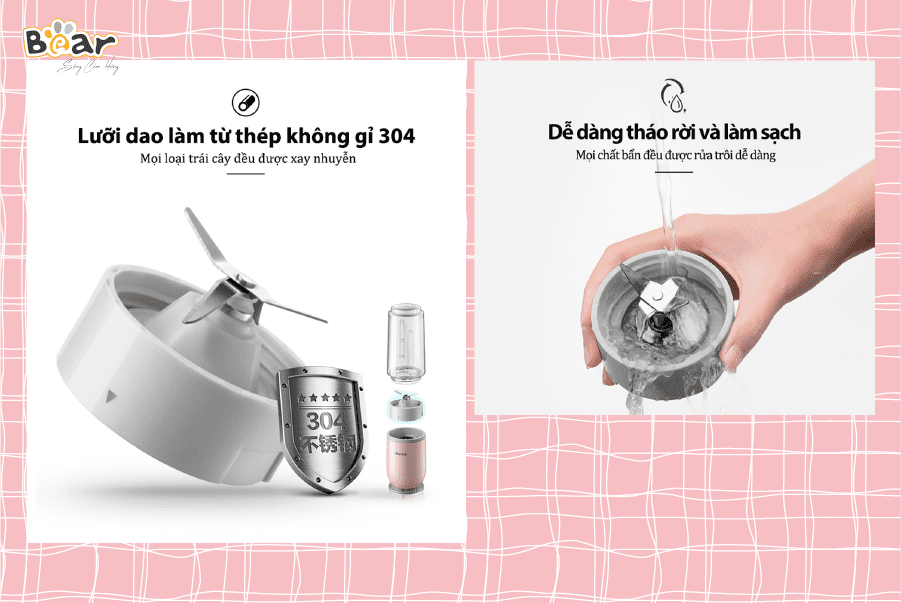 Bear
Sống Cảm Hứng
Lưỡi dao làm từ thép không gỉ 304
Mọi loại trái cây đều được xay nhuyễn
304
不锈钢
Dễ dàng tháo rời và làm sạch
Mọi chất bẩn đều được rửa trôi dễ dàng